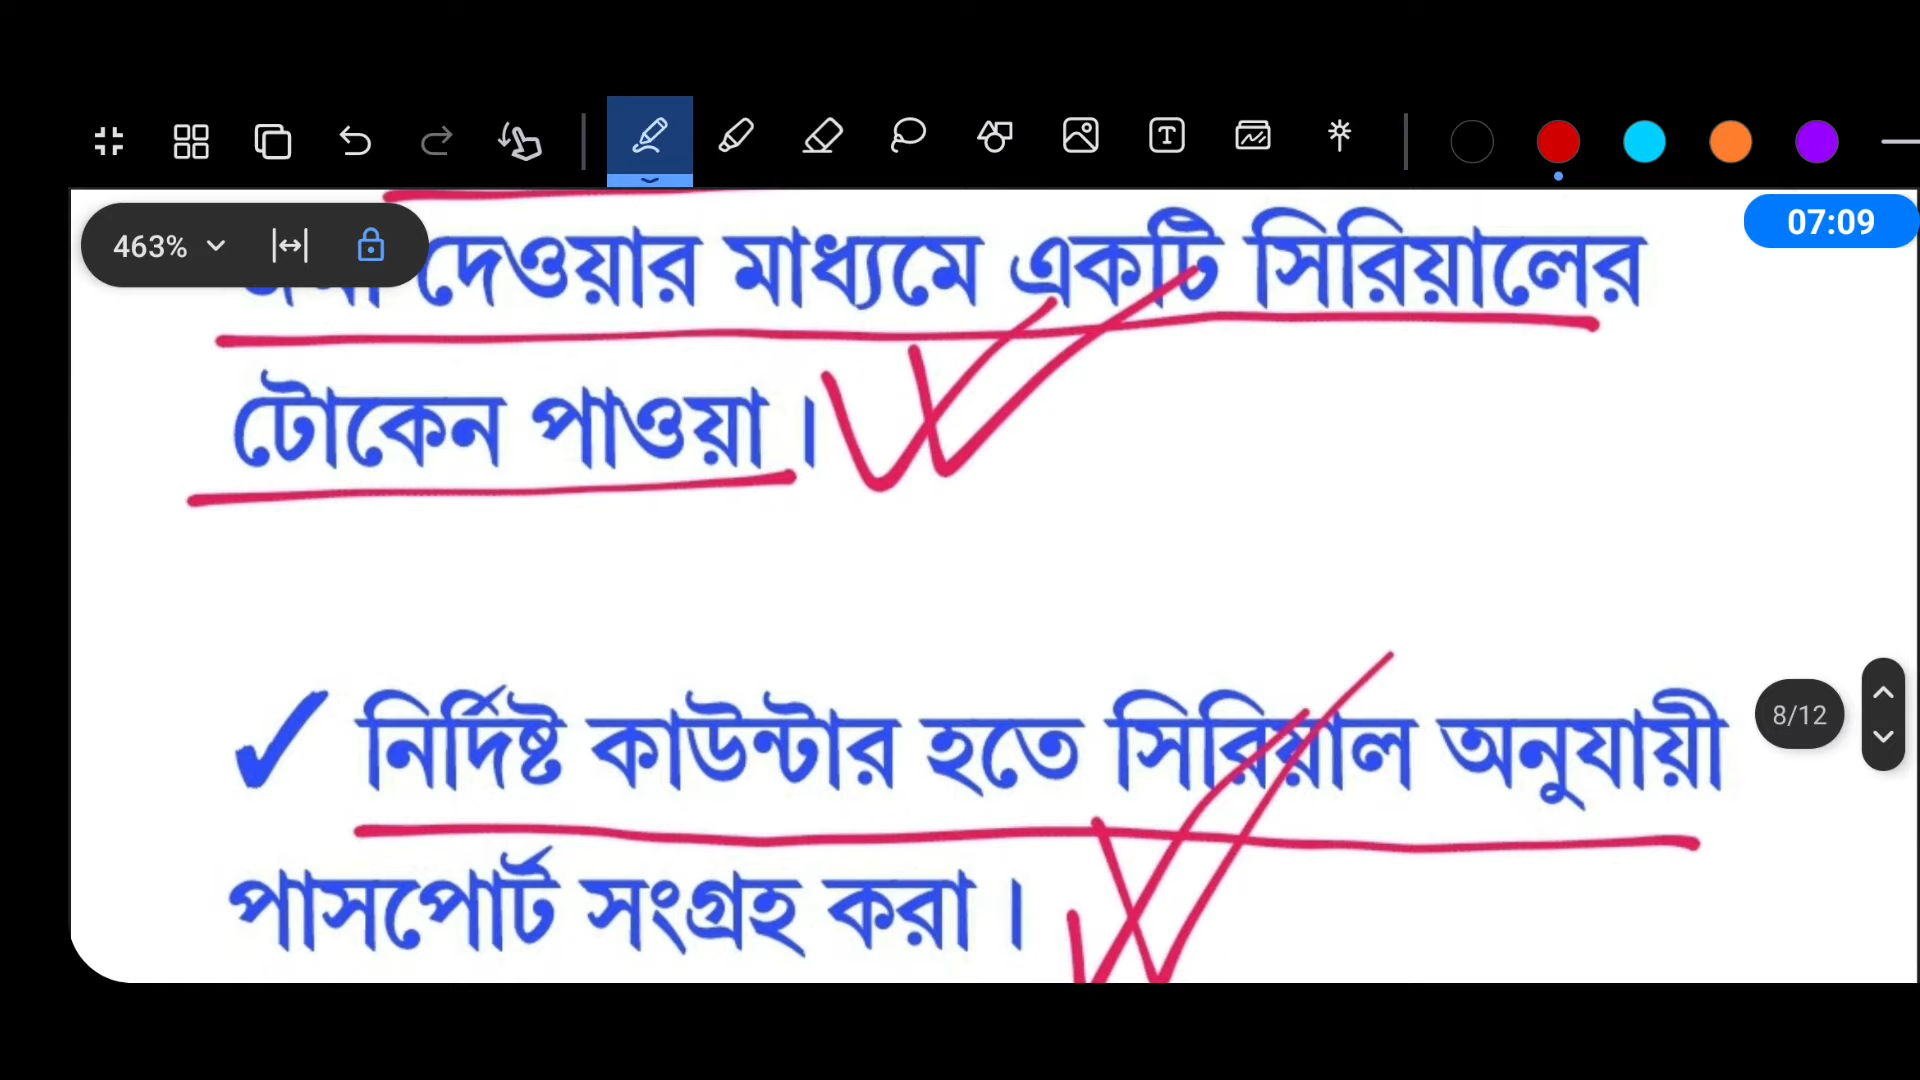 07:09
463%
দেওয়ার মাধ্যমে একটি সিরিয়ালের
টোকেন পাওয়া।
✓ নির্দিষ্ট কাউন্টার হতে সিরিয়াল অনুযায়ী
8/12
পাসপোর্ট সংগ্রহ করা।